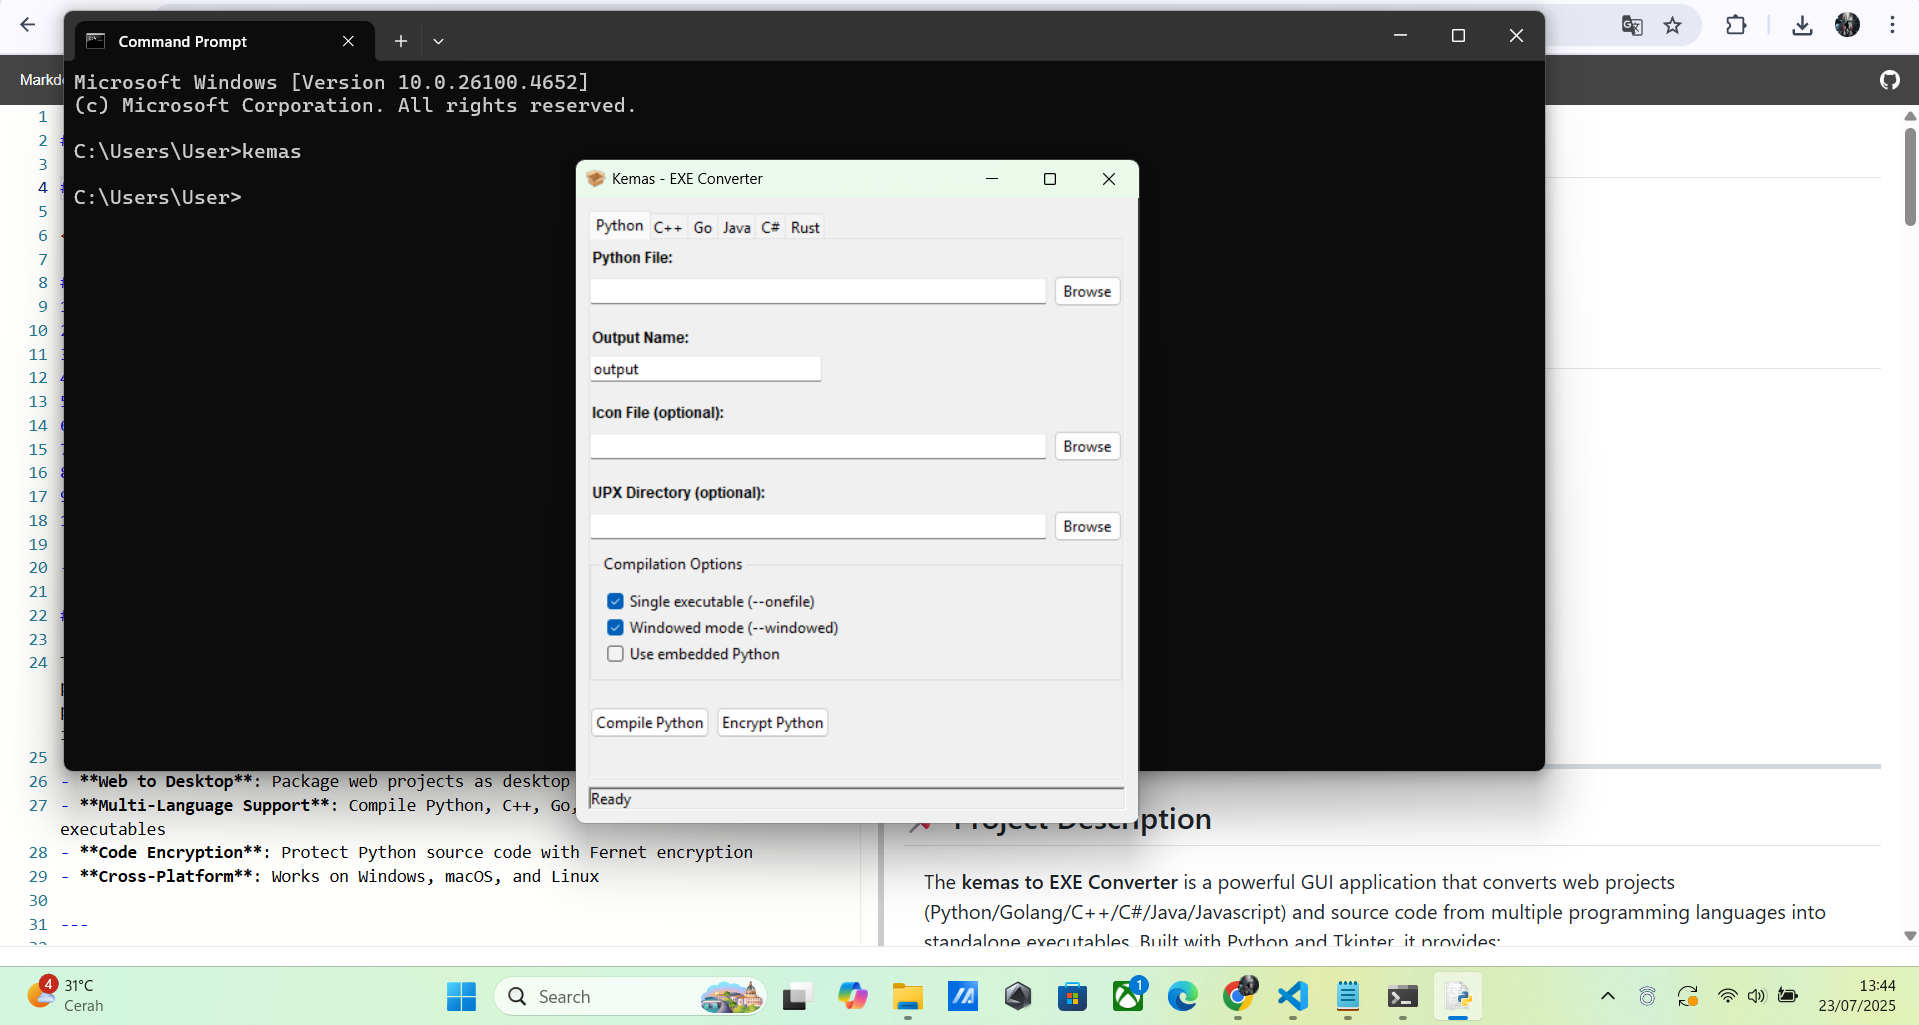 Command Prompt
Microsoft Windows [Version 10.0.26100.4652]
(c) Microsoft Corporation. All rights reserved.
C:\Users\User>kemas
C:\Users\User>
Kemas - EXE Converter
Python C++ Go Java C# Rust
Python File:
Browse
Output Name:
output
Icon File (optional):
Browse
UPX Directory (optional):
Browse
Compilation Options
Single executable (--onefile)
Windowed mode (--windowed)
Use embedded Python
Compile Python Encrypt Python
Ready
1
2
3
4
5
6
7
8
9
10
11
12
13
14
15
16
17
18
19
20
21
22
23
24
25
26 - **Web to Desktop**: Package web projects as desktop
27 - **Multi-Language Support**: Compile Python, C++, Go,
executables
28 - **Code Encryption**: Protect Python source code with Fernet encryption
29 - **Cross-Platform**: Works on Windows, macOS, and Linux
30
31 ---
Project Description
The kemas to EXE Converter is a powerful GUI application that converts web projects
(Python/Golang/C++/C#/Java/Javascript) and source code from multiple programming languages into
standalone executables. Built with Python and Tkinter, it provides:
4
31°C
Cerah
Search
1
13:44
23/07/2025